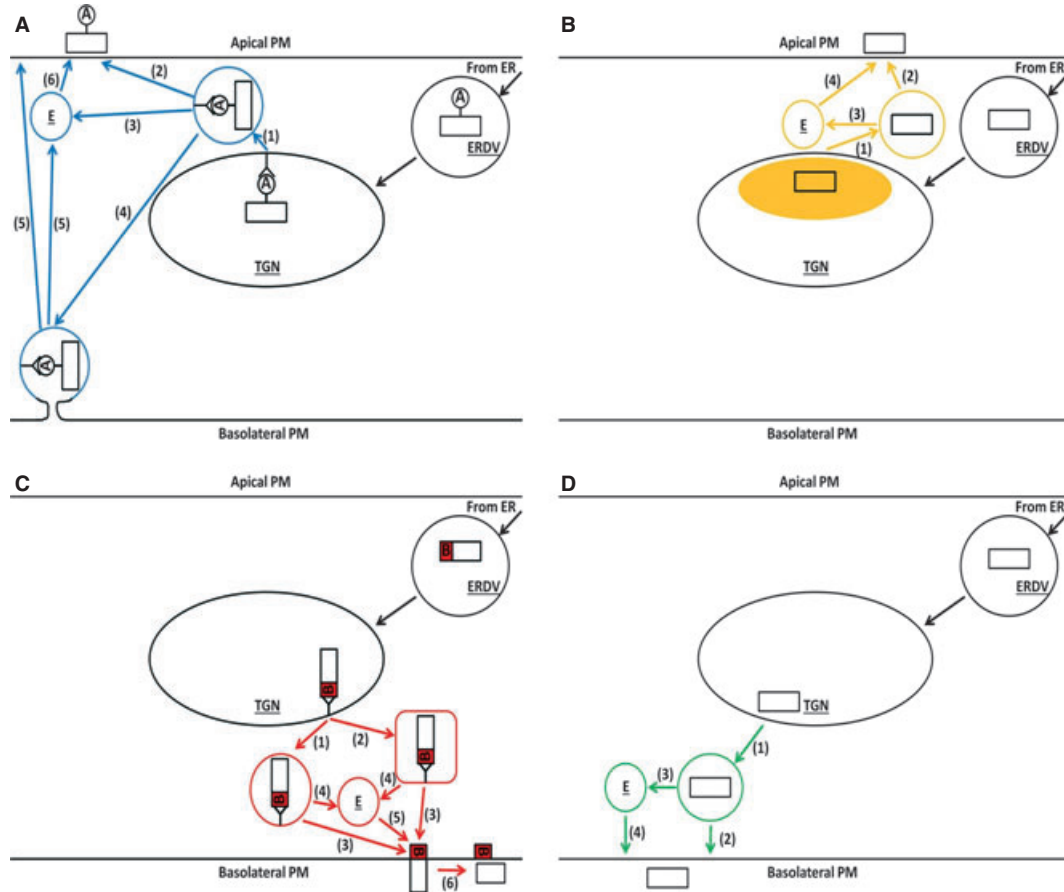 A
A
Apical PM
(6)
(2)
From ER
E
A
A
(3)
(1)
ERDV
A
(4)
(5)
(5)
TGN
A
Basolateral PM
B
Apical PM
From ER
(4)
(2)
E
(3)
(1)
ERDV
TGN
Basolateral PM
C
Apical PM
From ER
B
ERDV
B
TGN
(1)
(2)
B
B
(4)
E
(4)
(3)
(5)
(3)
B
B
Basolateral PM
(6)
D
Apical PM
From ER
ERDV
TGN
(1)
E
(3)
(4)
(2)
Basolateral PM